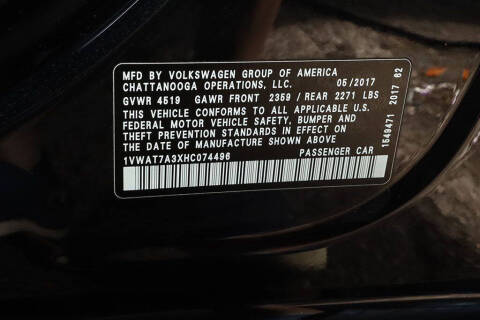 MFD BY VOLKSWAGEN GROUP OF AMERICA
CHATTANOOGA OPERATIONS, LLC. 05/2017
GVWR 4519 GAWR FRONT 2359 / REAR 2271 LBS
THIS VEHICLE CONFORMS TO ALL APPLICABLE U.S.
FEDERAL MOTOR VEHICLE SAFETY, BUMPER AND
THEFT PREVENTION STANDARDS IN EFFECT ON
THE DATE OF MANUFACTURE SHOWN ABOVE
1VWAT7A3XHC074496 PASSENGER CAR
1549471 2017 82